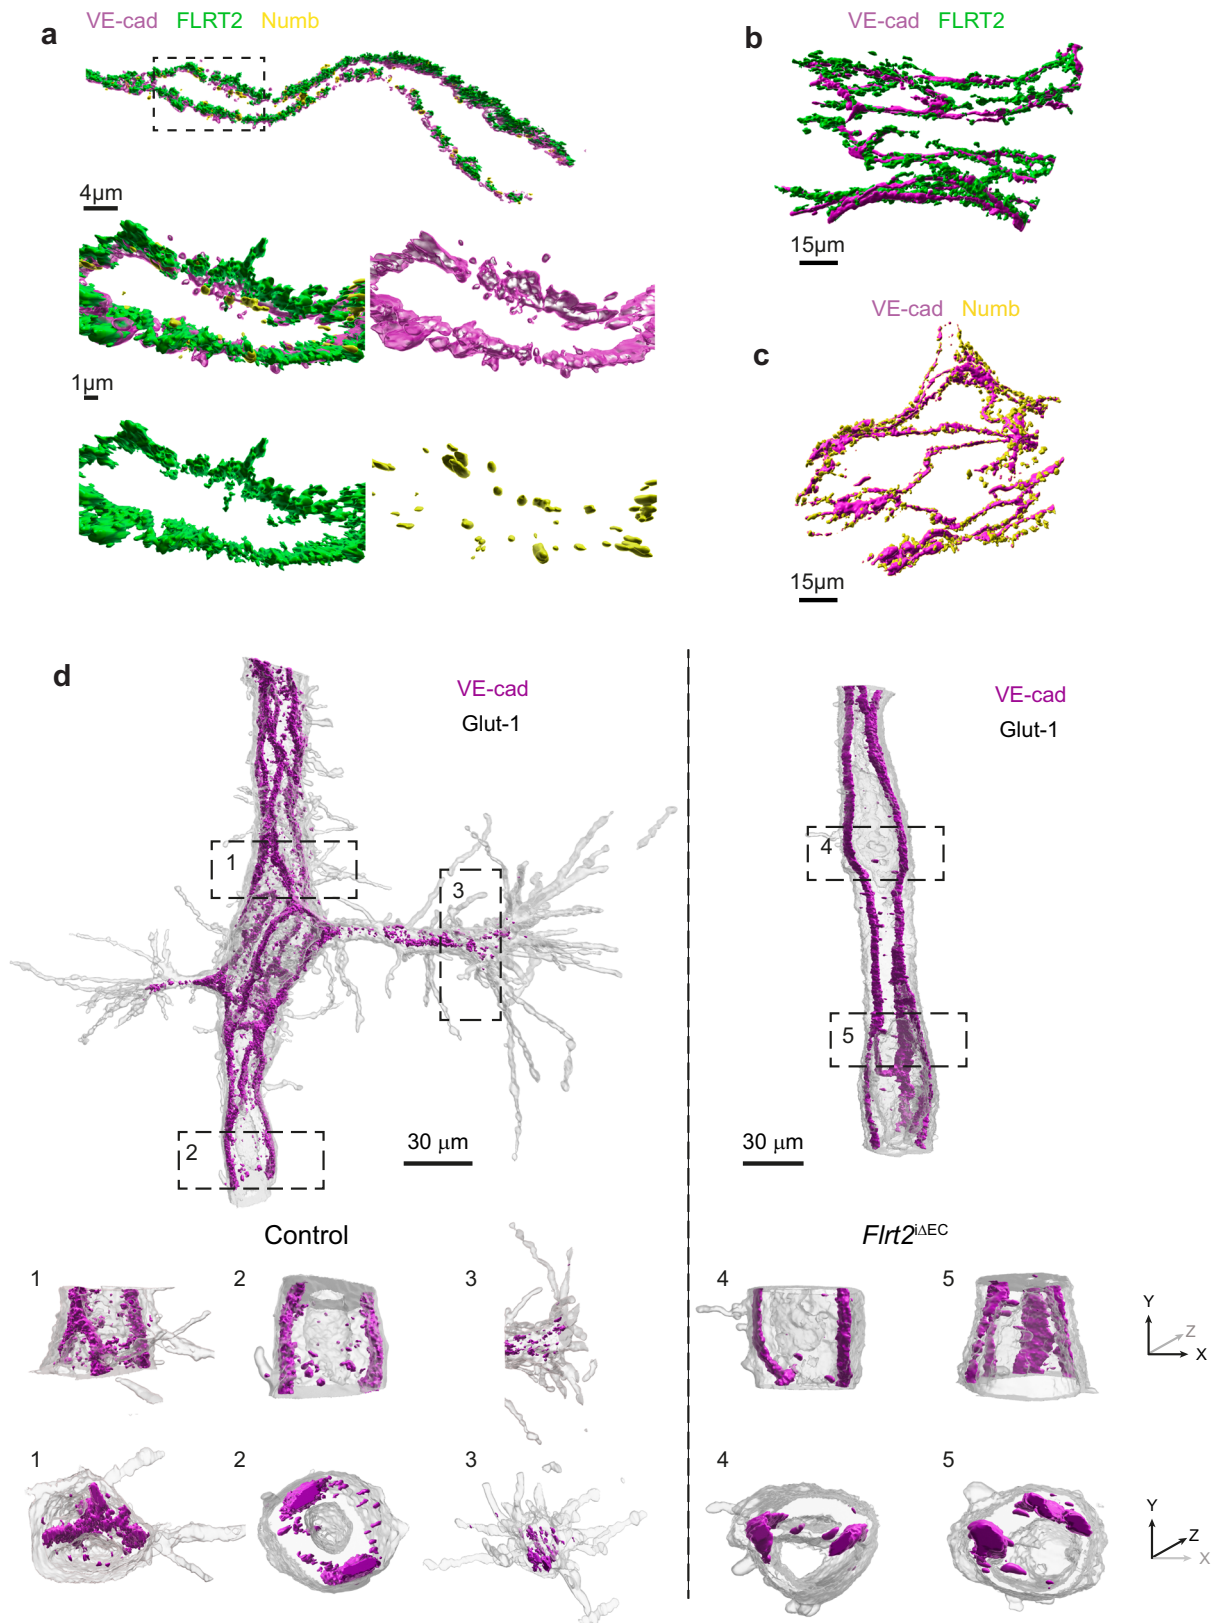 a VE-cad FLRT2 Numb
4µm
1µm
b VE-cad FLRT2
15µm
VE-cad Numb
c
15µm
d
VE-cad
Glut-1
1
3
2
30 µm
VE-cad
Glut-1
4
5
30 µm
Control
Flrt2iΔEC
1 2 3
4 5
Y
Z
X
1 2 3
4 5
Y
Z
X